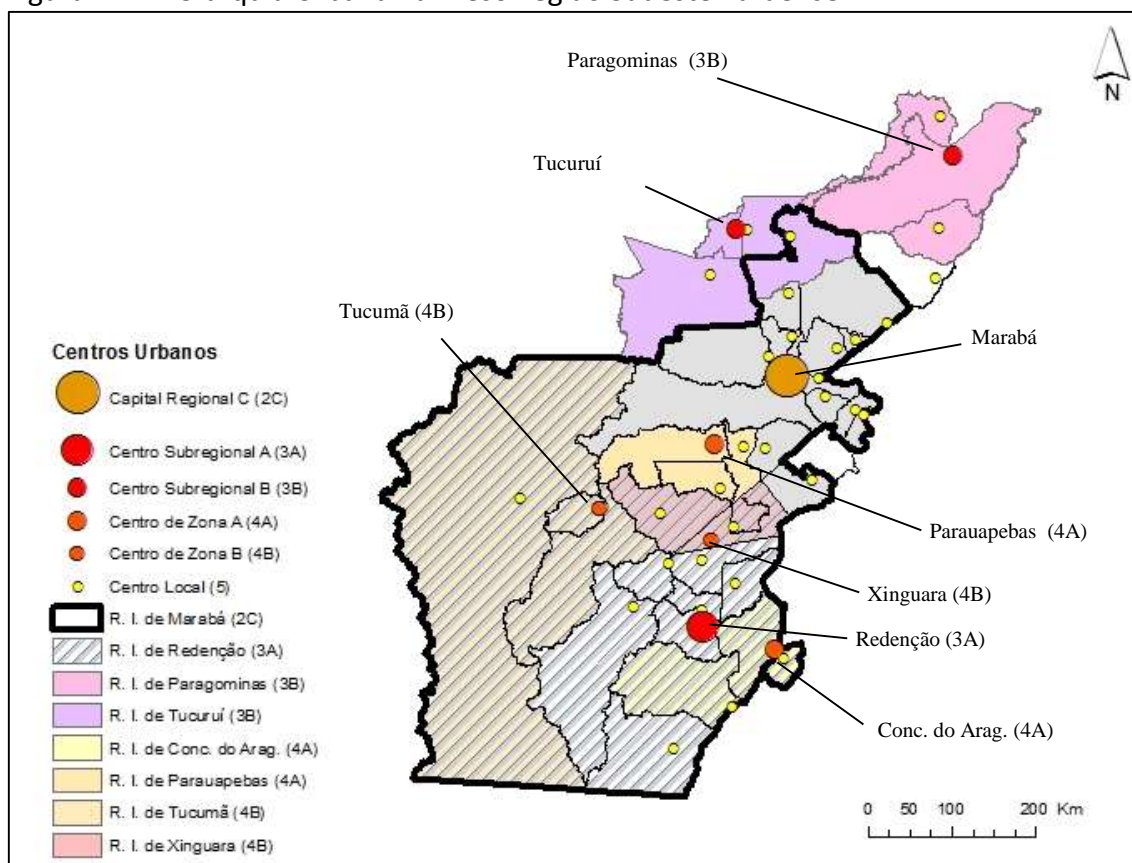 Paragominas (3B)
N
Tucuruí
Tucumã (4B)
Marabá
Centros Urbanos
Capital Regional C (2C)
Centro Subregional A (3A)
Centro Subregional B (3B)
Centro de Zona A (4A)
Centro de Zona B (4B)
Centro Local (5)
R. I. de Marabá (2C)
R. I. de Redenção (3A)
R. I. de Paragominas (3B)
R. I. de Tucuruí (3B)
R. I. de Conc. do Arag. (4A)
R. I. de Parauapebas (4A)
R. I. de Tucumã (4B)
R. I. de Xinguara (4B)
Parauapebas (4A)
Xinguara (4B)
Redenção (3A)
Conc. do Arag. (4A)
0 50 100 200 Km